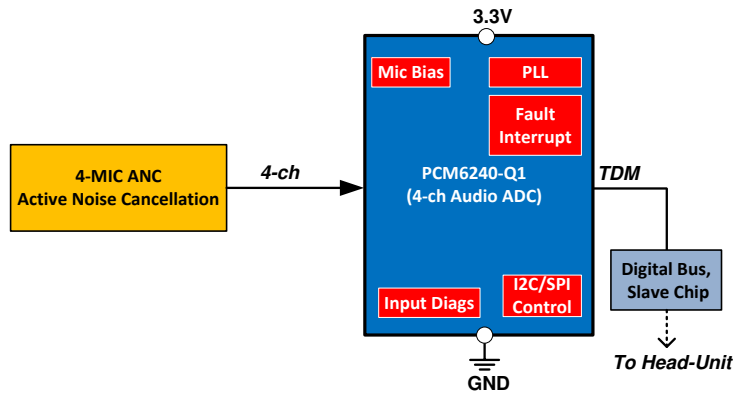 3.3V
Mic Bias
PLL
Fault
Interrupt
4-MIC ANC
Active Noise Cancellation
4-ch
PCM6240-Q1
(4-ch Audio ADC)
TDM
Digital Bus,
Slave Chip
Input Diags
I2C/SPI
Control
To Head-Unit
GND